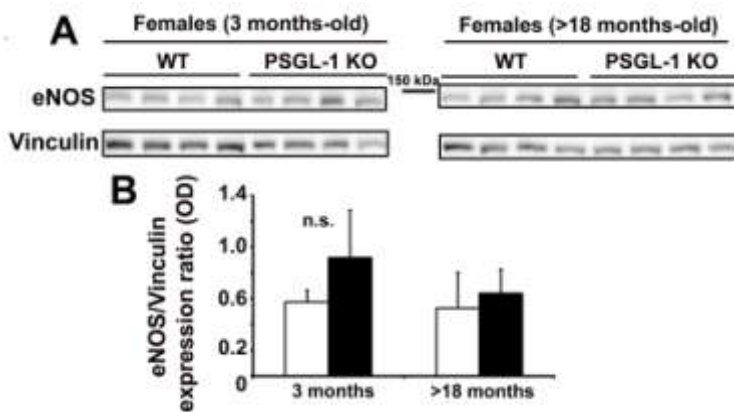 A
Females (3 months-old)
Females (>18 months-old)
WT
PSGL-1 KO
WT
PSGL-1 KO
150 kDa
eNOS
Vinculin
B
eNOS/Vinculin
expression ratio (OD)
1.4
1.0
0.6
0.2
0
n.s.
3 months
>18 months